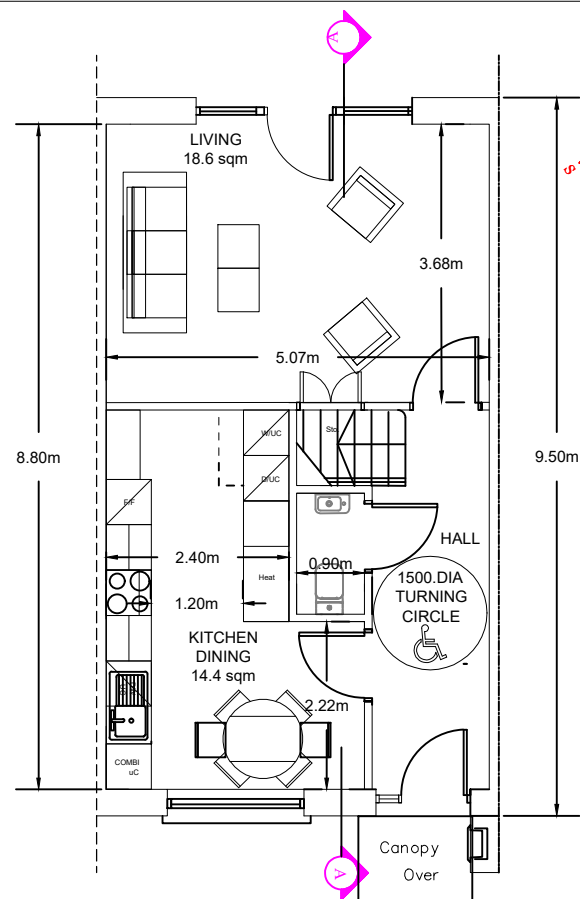 A
LIVING
18.6 sqm
3.68m
5.07m
8.80m
9.50m
Sto
W/UC
D/UC
F/F
HALL
2.40m
0.90m
Heat
1500.DIA
TURNING
CIRCLE
1.20m
KITCHEN
DINING
14.4 sqm
2.22m
COMBI
uC
Canopy
Over
A